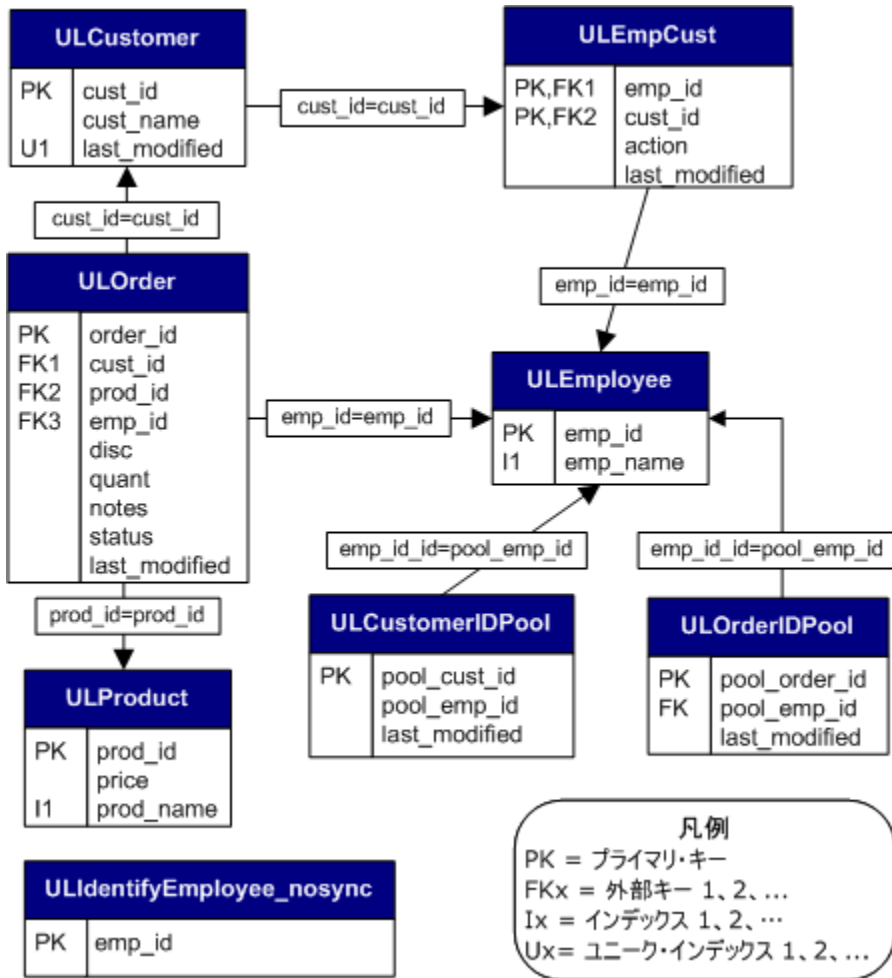 ULCustomer
PK cust_id
cust_name
U1 last_modified
cust_id=cust_id
ULEmpCust
PK,FK1 emp_id
PK,FK2 cust_id
action
last_modified
cust_id=cust_id
emp_id=emp_id
ULOrder
PK order_id
FK1 cust_id
FK2 prod_id
FK3 emp_id
disc
quant
notes
status
last_modified
emp_id=emp_id
ULEmployee
PK emp_id
I1 emp_name
emp_id_id=pool_emp_id
emp_id_id=pool_emp_id
prod_id=prod_id
ULCustomerIDPool
PK pool_cust_id
pool_emp_id
last_modified
ULOrderIDPool
PK pool_order_id
FK pool_emp_id
last_modified
ULProduct
PK prod_id
price
I1 prod_name
ULIdentifyEmployee_nosync
PK emp_id
凡例
PK = プライマリ・キー
FKx = 外部キー 1、2、...
Ix = インデックス 1、2、…
Ux= ユニーク・インデックス 1、2、...